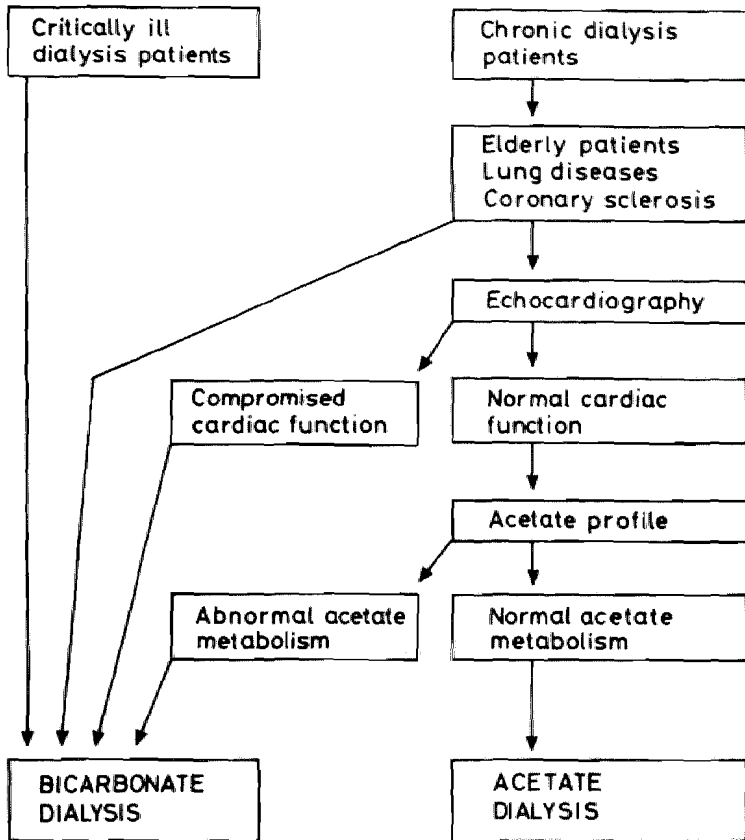 Critically ill
dialysis patients
Chronic dialysis
patients
Elderly patients
Lung diseases
Coronary sclerosis
Echocardiography
Compromised
cardiac function
Normal cardiac
function
Acetate profile
Abnormal acetate
metabolism
Normal acetate
metabolism
BICARBONATE
DIALYSIS
ACETATE
DIALYSIS